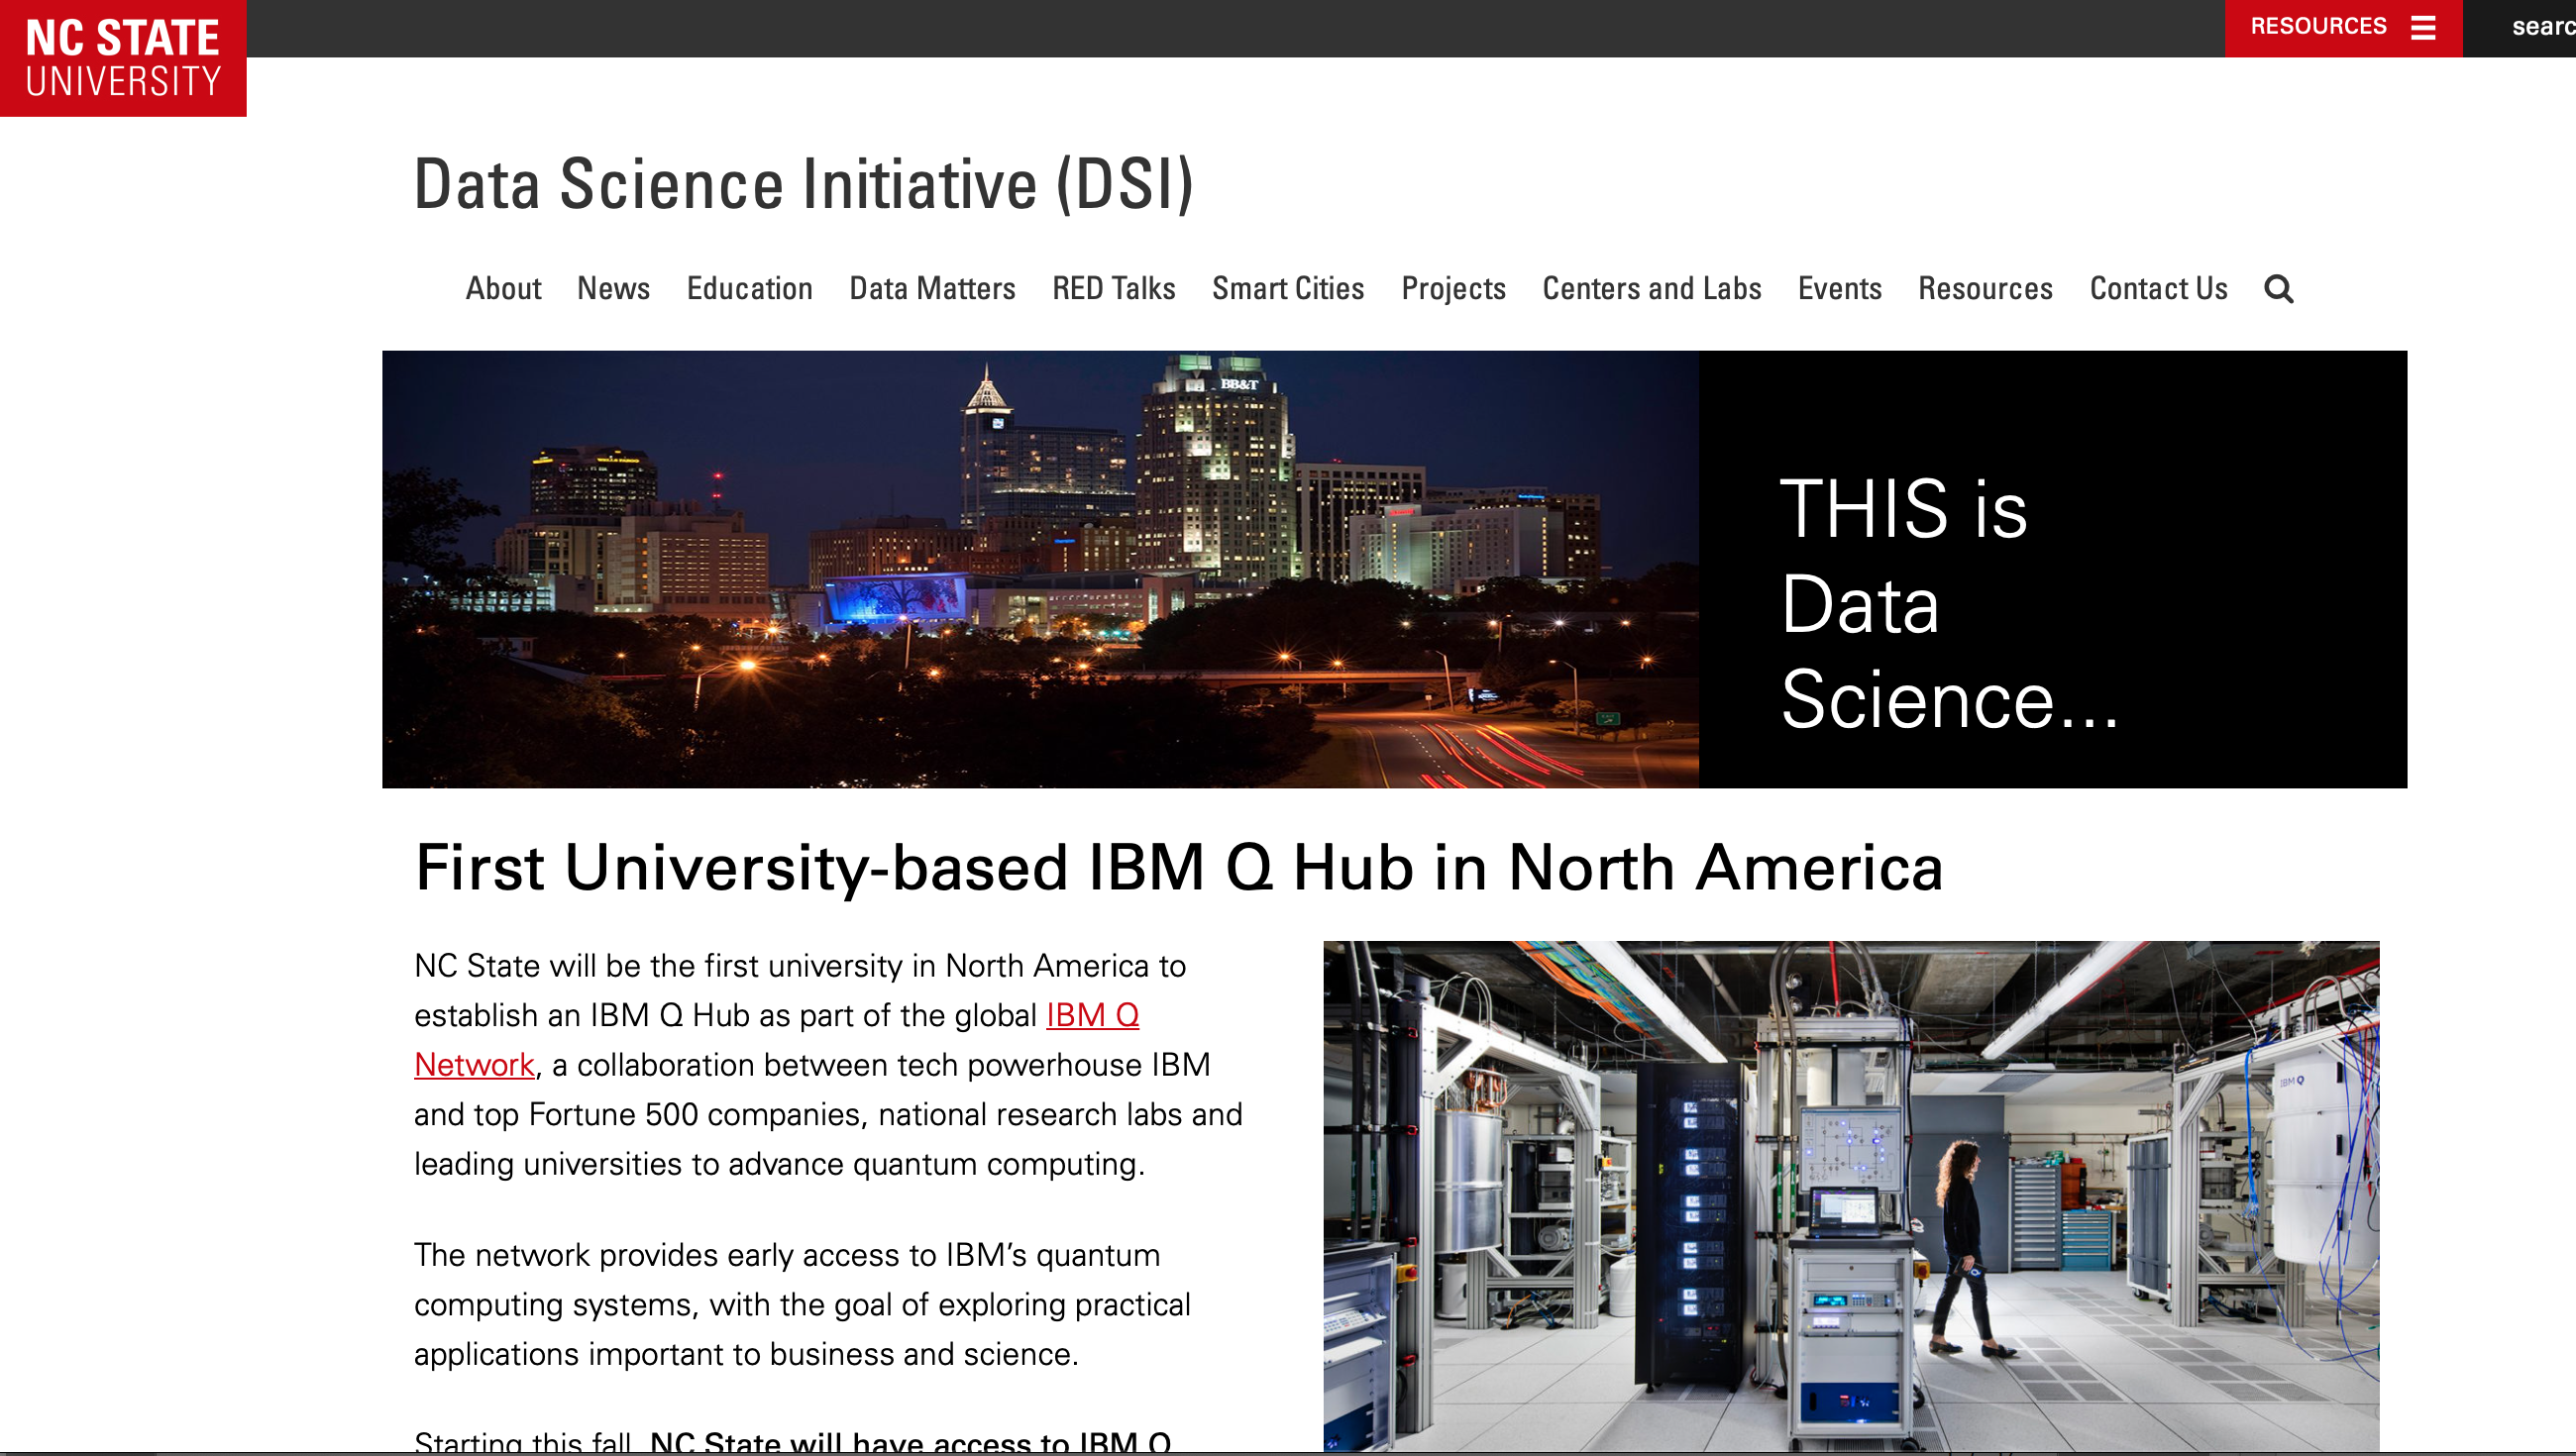 NC STATE
UNIVERSITY
RESOURCES
searc
Data Science Initiative (DSI)
About News Education Data Matters RED Talks Smart Cities Projects Centers and Labs Events Resources Contact Us
BB&T
THIS is
Data
Science...
First University-based IBM Q Hub in North America
NC State will be the first university in North America to
establish an IBM Q Hub as part of the global IBM Q
Network, a collaboration between tech powerhouse IBM
and top Fortune 500 companies, national research labs and
leading universities to advance quantum computing.
The network provides early access to IBM’s quantum
computing systems, with the goal of exploring practical
applications important to business and science.
Starting this fall, NC State will have access to IBM Q
IBM Q